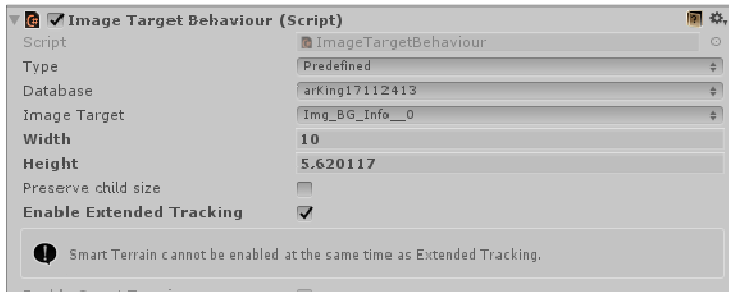 Image Target Behaviour (Script)
Script ImageTargetBehaviour
Type Predefined
Database arKing17112413
Image Target Img_BG_Info__0
Width 10
Height 5.620117
Preserve child size
Enable Extended Tracking
Smart Terrain cannot be enabled at the same time as Extended Tracking.